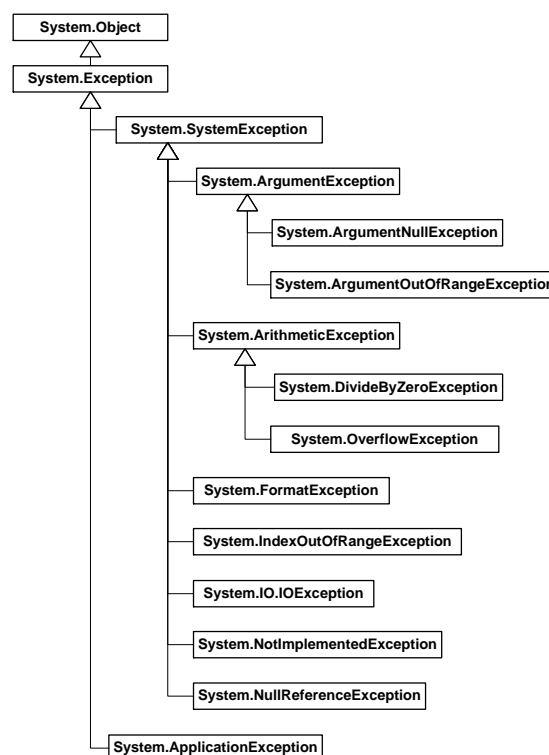 System.Object
System.Exception
System.SystemException
System.ArgumentException
System.ArgumentNullException
System.ArgumentOutOfRangeException
System.ArithmeticException
System.DivideByZeroException
System.OverflowException
System.FormatException
System.IndexOutOfRangeException
System.IO.IOException
System.NotImplementedException
System.NullReferenceException
System.ApplicationException